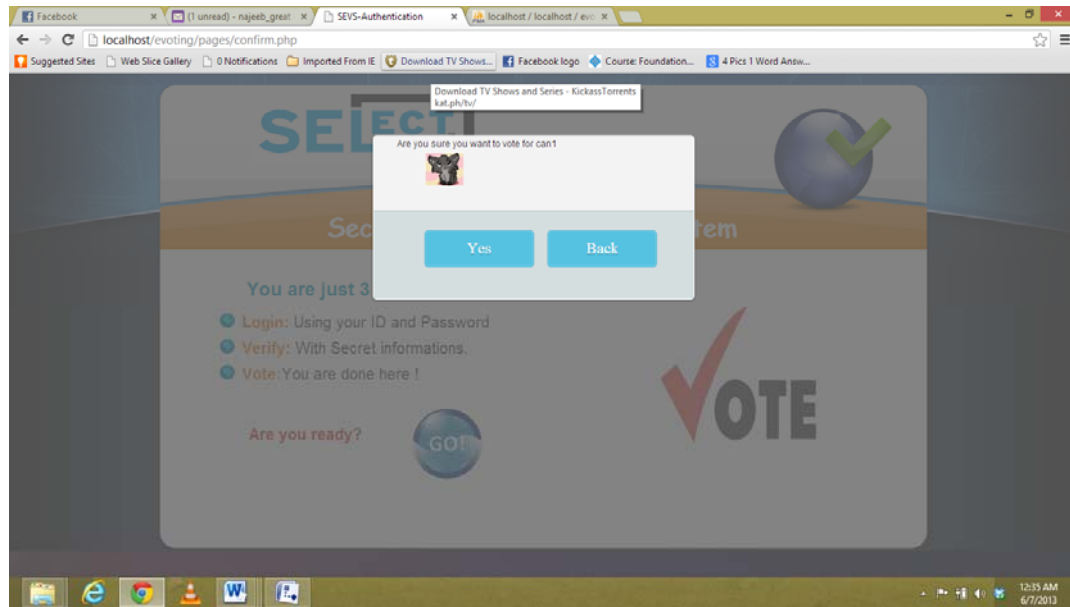 Facebook
(1 unread) - najeeb_great
SEVS-Authentication
localhost / localhost / evo
localhost/evoting/pages/confirm.php
Suggested Sites
Web Slice Gallery
0 Notifications
Imported From IE
Download TV Shows...
Facebook logo
Course: Foundation...
4 Pics 1 Word Answ...
Download TV Shows and Series - KickassTorrents
kat.ph/tv/
SELECT
Are you sure you want to vote for can1
Sec
tem
Yes
Back
You are just 3
Login: Using your ID and Password
Verify: With Secret informations.
Vote: You are done here !
Are you ready?
GO!
VOTE
12:35 AM
6/7/2013